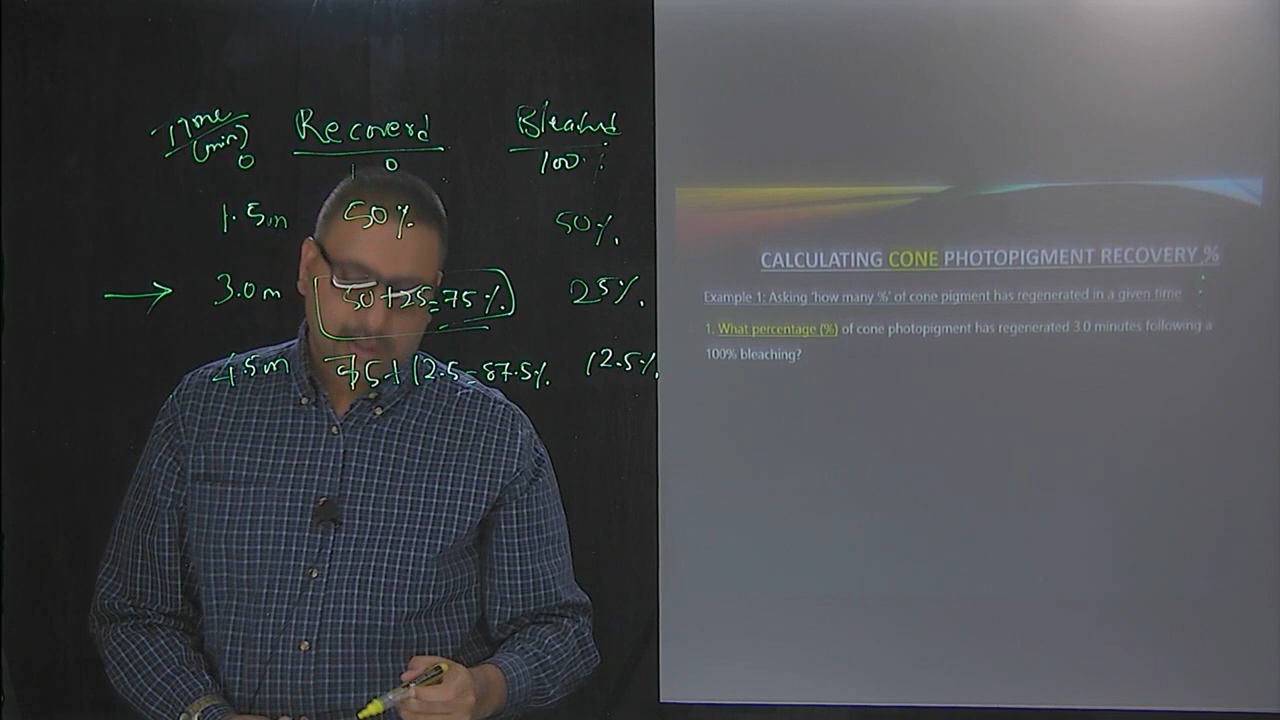 Time Recoverd Bleached
(min) 0 0 100%
1.5m 50% 50%
3.0m 50+25=75% 25%
4.5m 75+12.5=87.5% 12.5%
CALCULATING CONE PHOTOPIGMENT RECOVERY %
Example 1: Asking 'how many %' of cone pigment has regenerated in a given time
1. What percentage (%) of cone photopigment has regenerated 3.0 minutes following a
100% bleaching?